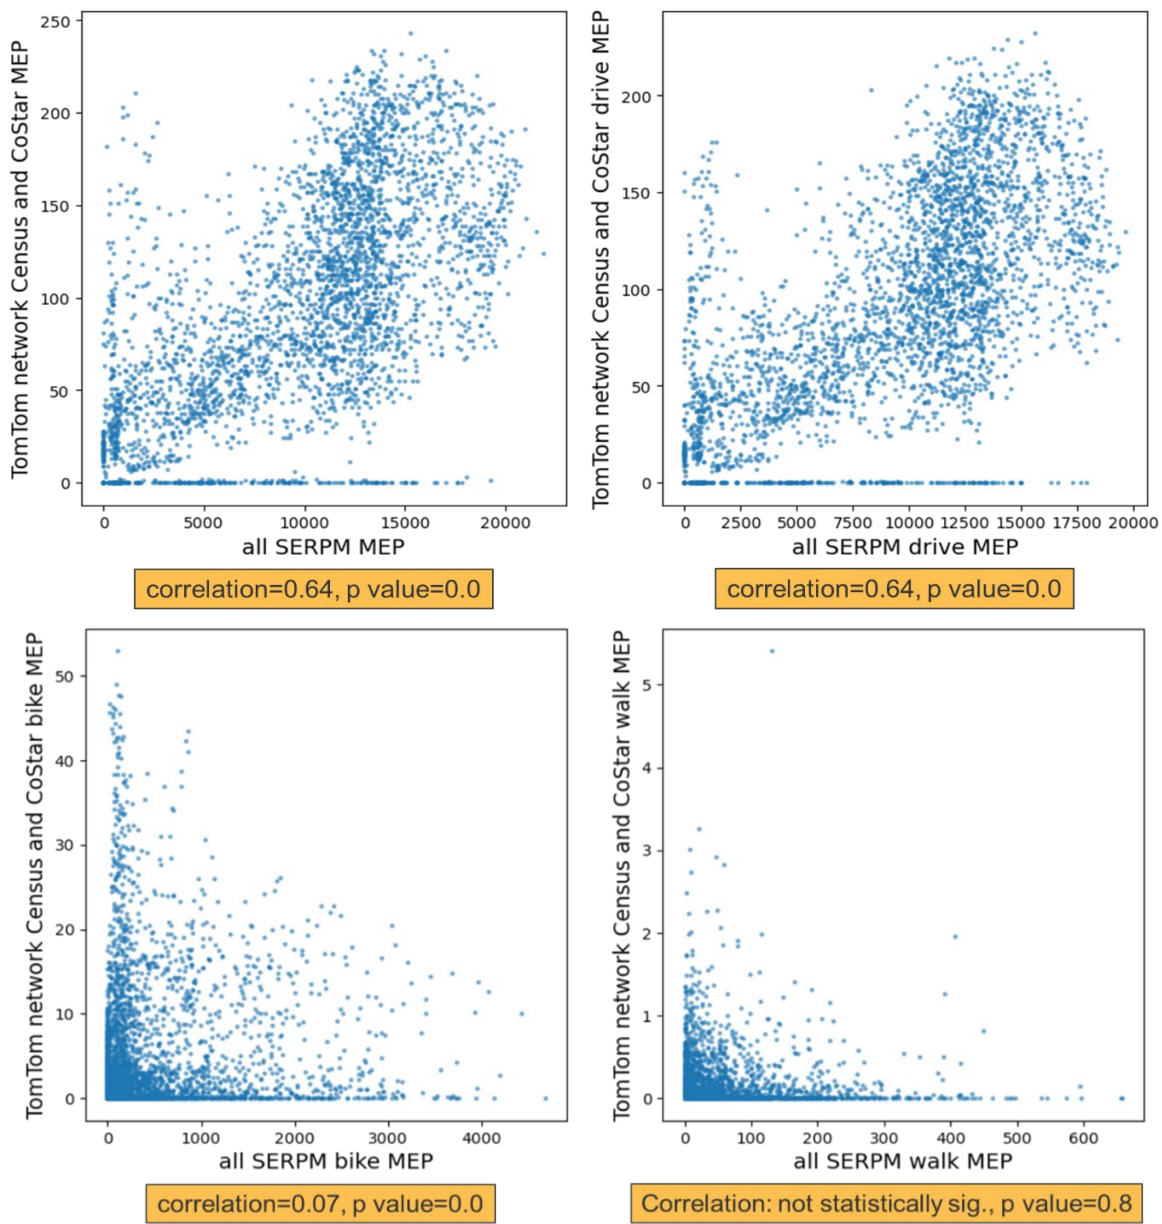 TomTom network Census and CoStar MEP
250
200
150
100
50
0
0 5000 10000 15000 20000
all SERPM MEP
correlation=0.64, p value=0.0
TomTom network Census and CoStar drive MEP
200
150
100
50
0
0 2500 5000 7500 10000 12500 15000 17500 20000
all SERPM drive MEP
correlation=0.64, p value=0.0
TomTom network Census and CoStar bike MEP
50
40
30
20
10
0
0 1000 2000 3000 4000
all SERPM bike MEP
correlation=0.07, p value=0.0
TomTom network Census and CoStar walk MEP
5
4
3
2
1
0
0 100 200 300 400 500 600
all SERPM walk MEP
Correlation: not statistically sig., p value=0.8